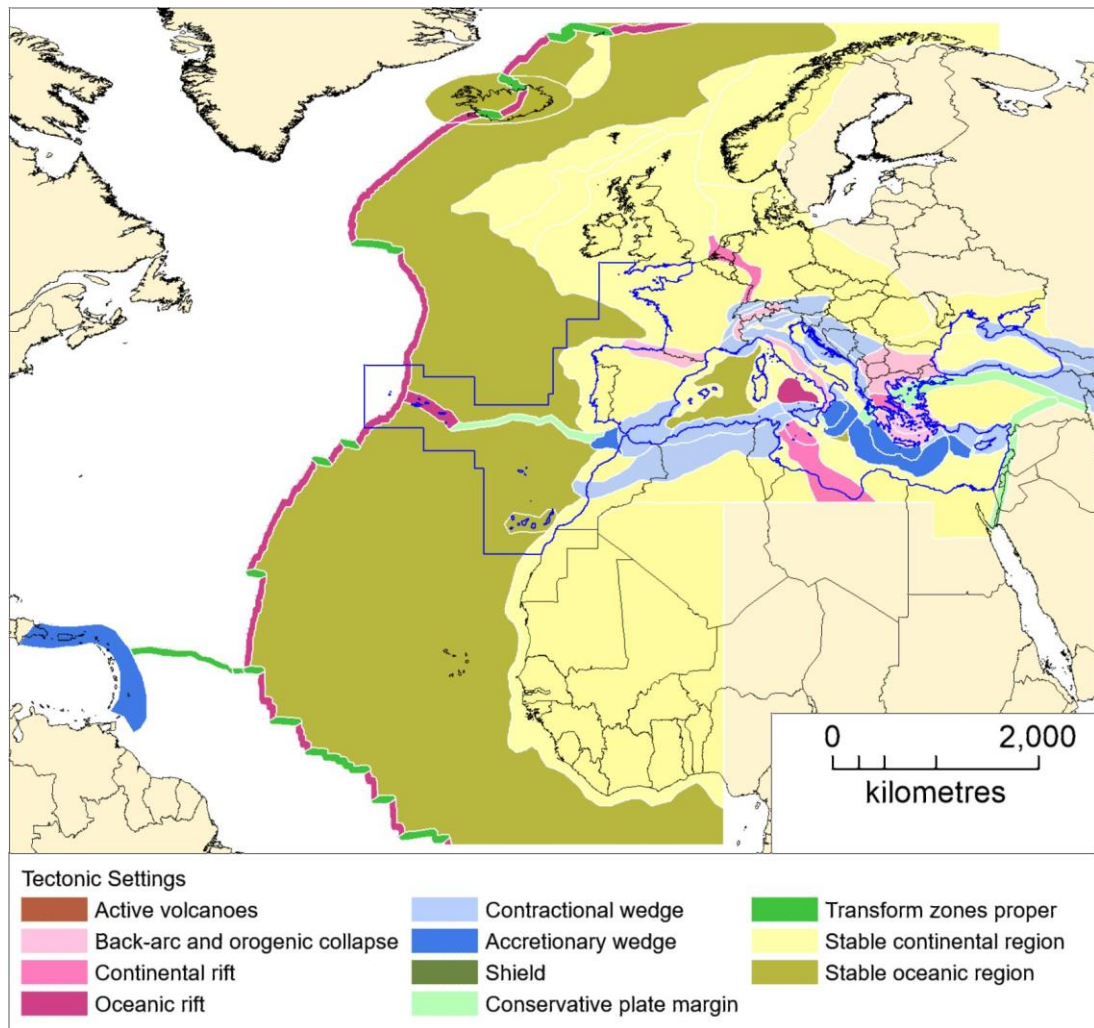 0 2,000
kilometres
Tectonic Settings
Active volcanoes
Back-arc and orogenic collapse
Continental rift
Oceanic rift
Contractional wedge
Accretionary wedge
Shield
Conservative plate margin
Transform zones proper
Stable continental region
Stable oceanic region